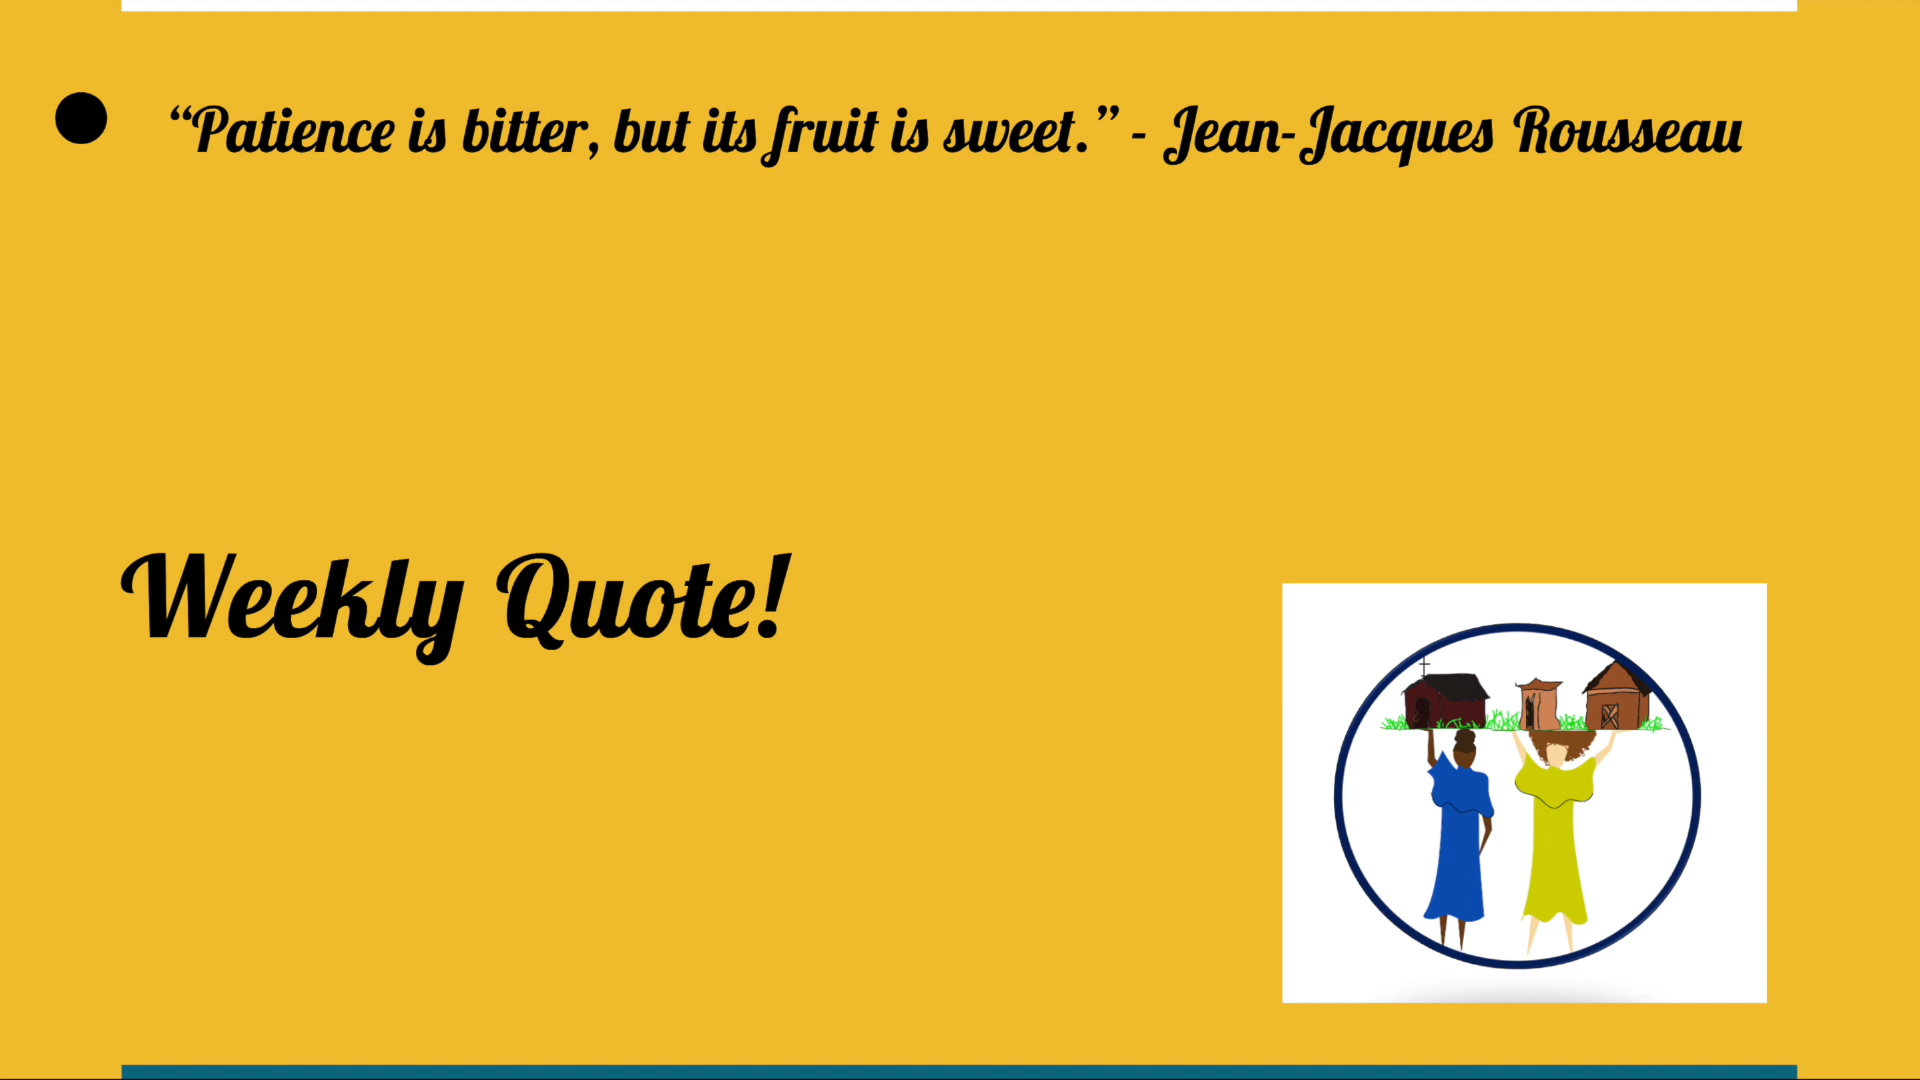 “Patience is bitter, but its fruit is sweet.” - Jean-Jacques Rousseau
Weekly Quote!